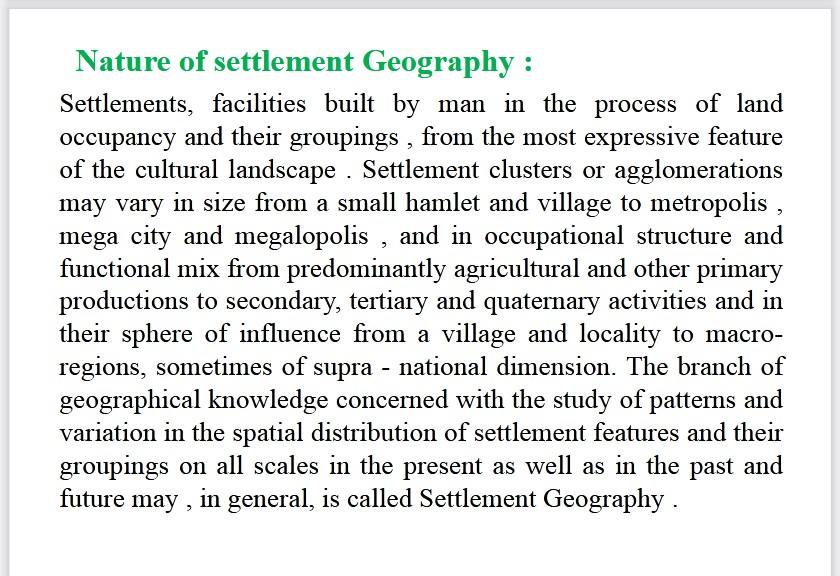 Nature of settlement Geography :
Settlements, facilities built by man in the process of land
occupancy and their groupings , from the most expressive feature
of the cultural landscape . Settlement clusters or agglomerations
may vary in size from a small hamlet and village to metropolis ,
mega city and megalopolis , and in occupational structure and
functional mix from predominantly agricultural and other primary
productions to secondary, tertiary and quaternary activities and in
their sphere of influence from a village and locality to macro-
regions, sometimes of supra - national dimension. The branch of
geographical knowledge concerned with the study of patterns and
variation in the spatial distribution of settlement features and their
groupings on all scales in the present as well as in the past and
future may , in general, is called Settlement Geography .